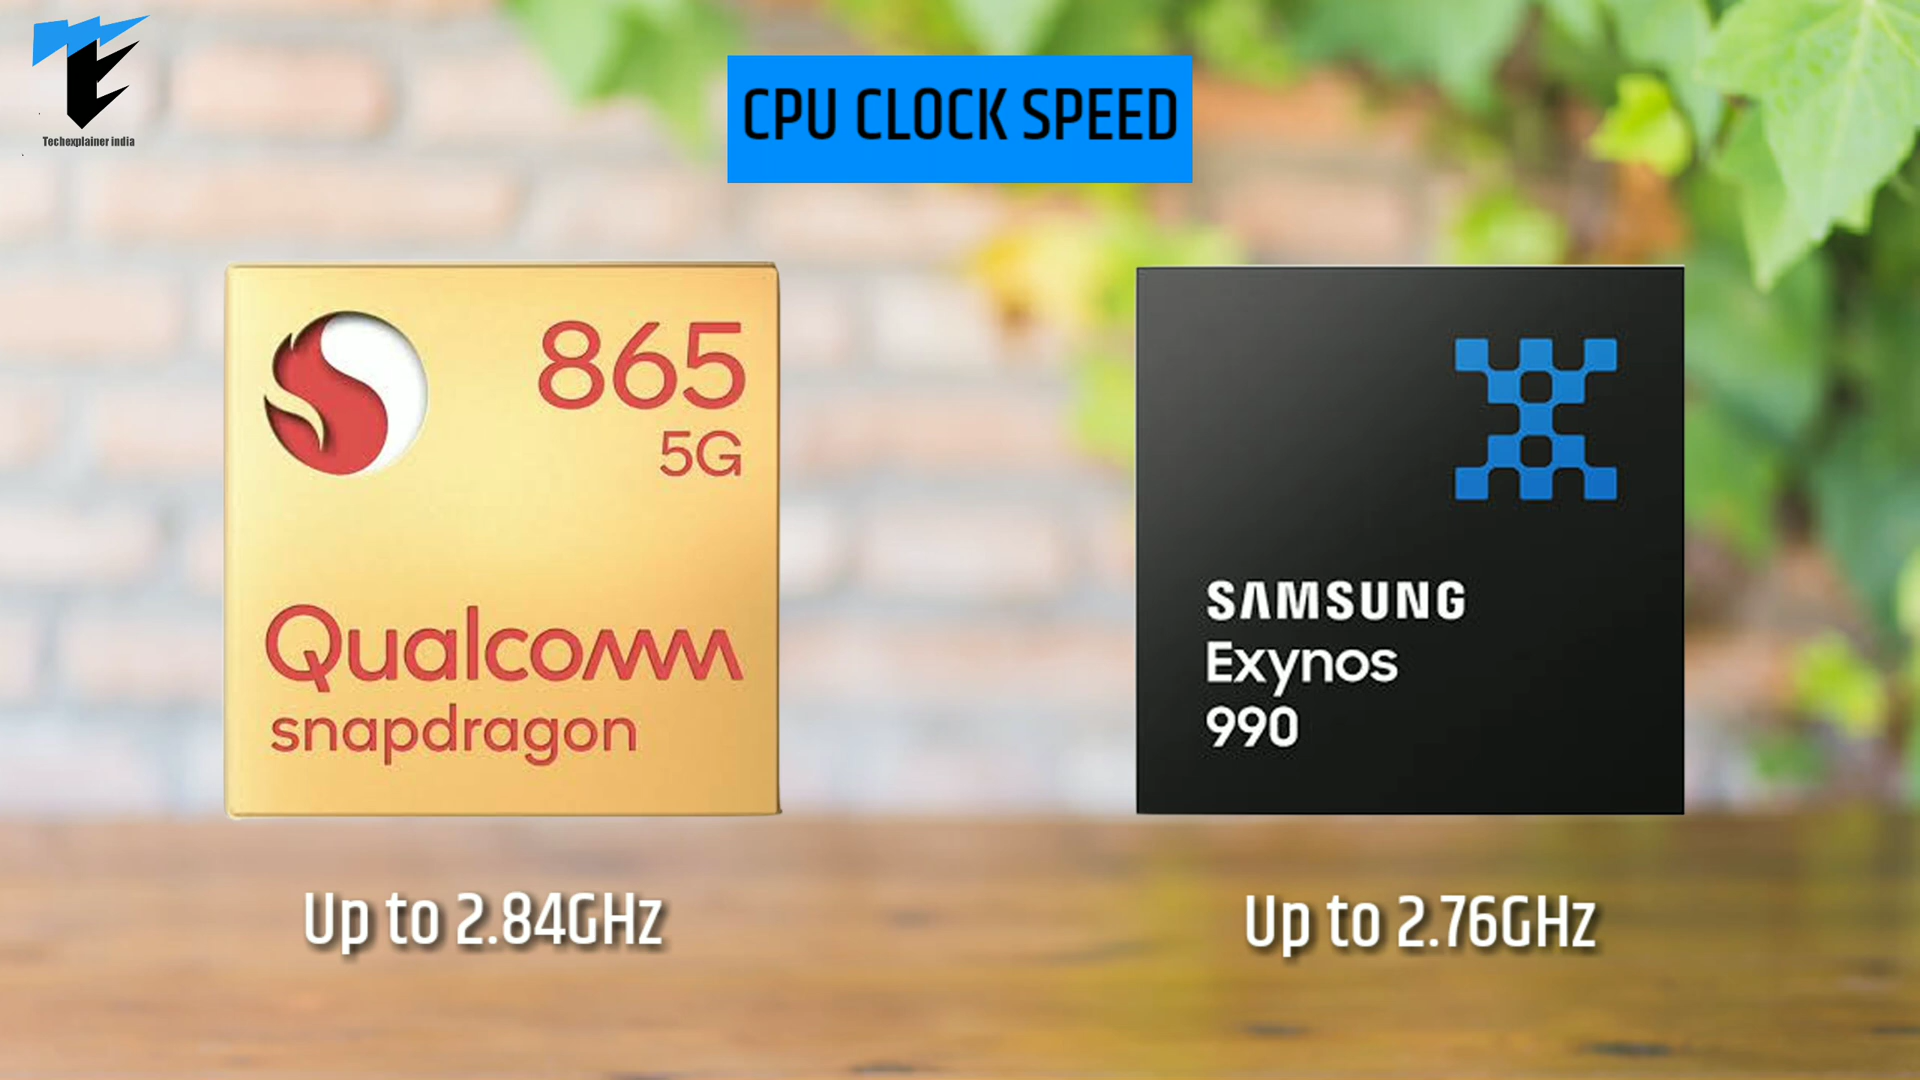 Techexplainer india
CPU CLOCK SPEED
865
5G
Qualcomm
snapdragon
SAMSUNG
Exynos
990
Up to 2.84GHz
Up to 2.76GHz